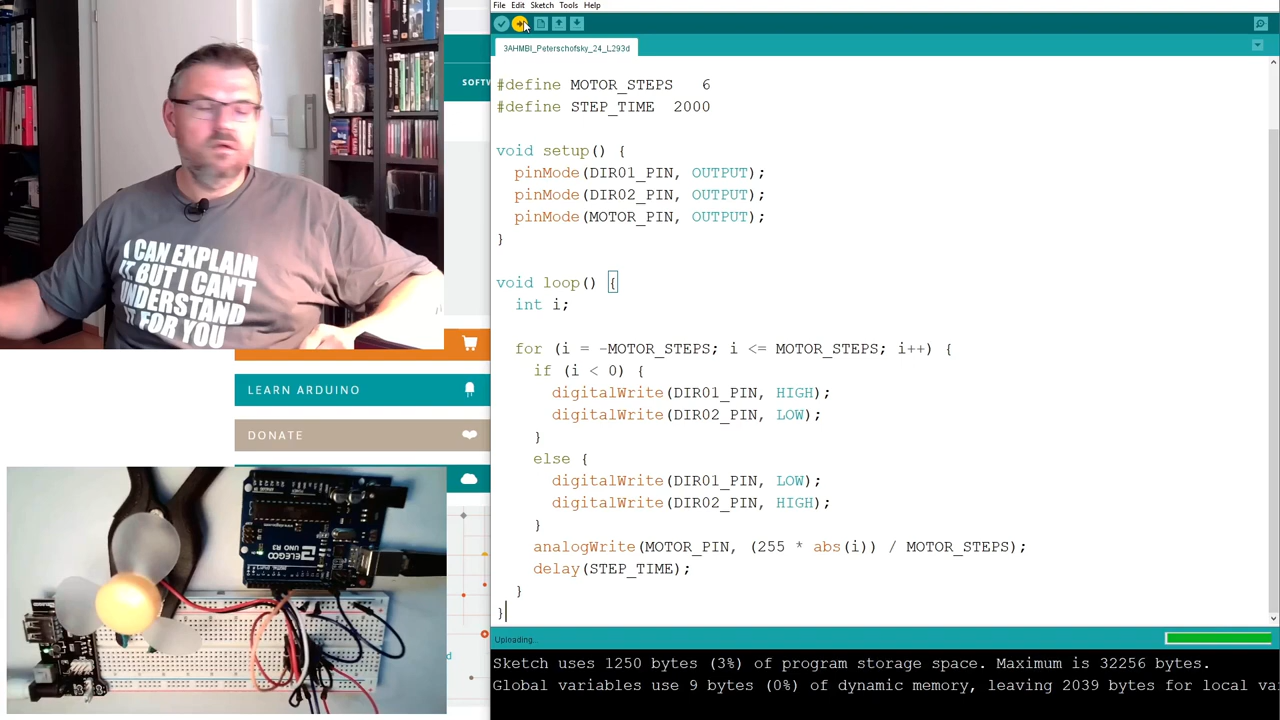 File Edit Sketch Tools Help
3AHMBI_Peterschofsky_24_L293d
SOFTW
#define MOTOR_STEPS   6
#define STEP_TIME  2000
void setup() {
pinMode(DIR01_PIN, OUTPUT);
pinMode(DIR02_PIN, OUTPUT);
pinMode(MOTOR_PIN, OUTPUT);
}
void loop() {
int i;
for (i = -MOTOR_STEPS; i <= MOTOR_STEPS; i++) {
if (i < 0) {
digitalWrite(DIR01_PIN, HIGH);
digitalWrite(DIR02_PIN, LOW);
}
else {
digitalWrite(DIR01_PIN, LOW);
digitalWrite(DIR02_PIN, HIGH);
}
analogWrite(MOTOR_PIN, (255 * abs(i)) / MOTOR_STEPS);
delay(STEP_TIME);
}
}
Uploading...
Sketch uses 1250 bytes (3%) of program storage space. Maximum is 32256 bytes.
Global variables use 9 bytes (0%) of dynamic memory, leaving 2039 bytes for local va
I CAN EXPLAIN
IT BUT I CAN'T
UNDERSTAND
IT FOR YOU
LEARN ARDUINO
DONATE
ELEGOO
UNO R3